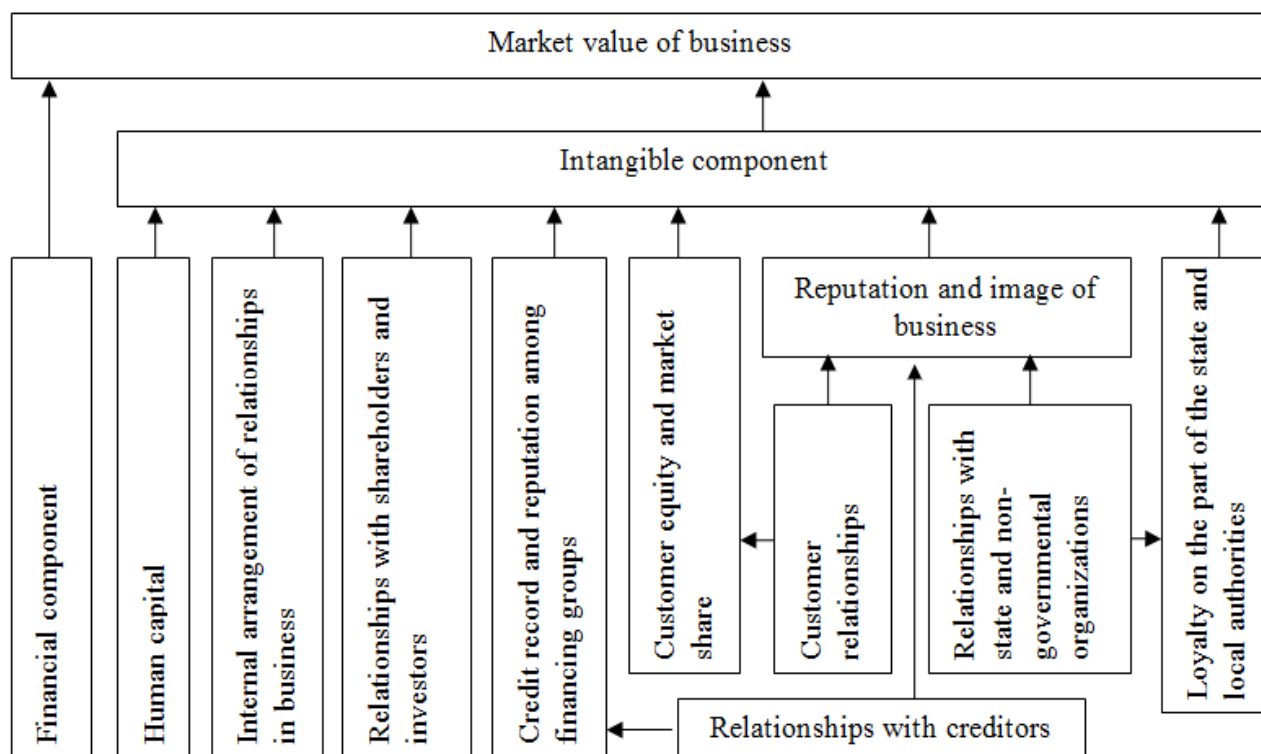 Market value of business
Intangible component
Financial component
Human capital
Internal arrangement of relationships
in business
Relationships with shareholders and
investors
Credit record and reputation among
financing groups
Customer equity and market
share
Reputation and image of
business
Customer
relationships
Relationships with
state and non-
governmental
organizations
Loyalty on the part of the state and
local authorities
Relationships with creditors